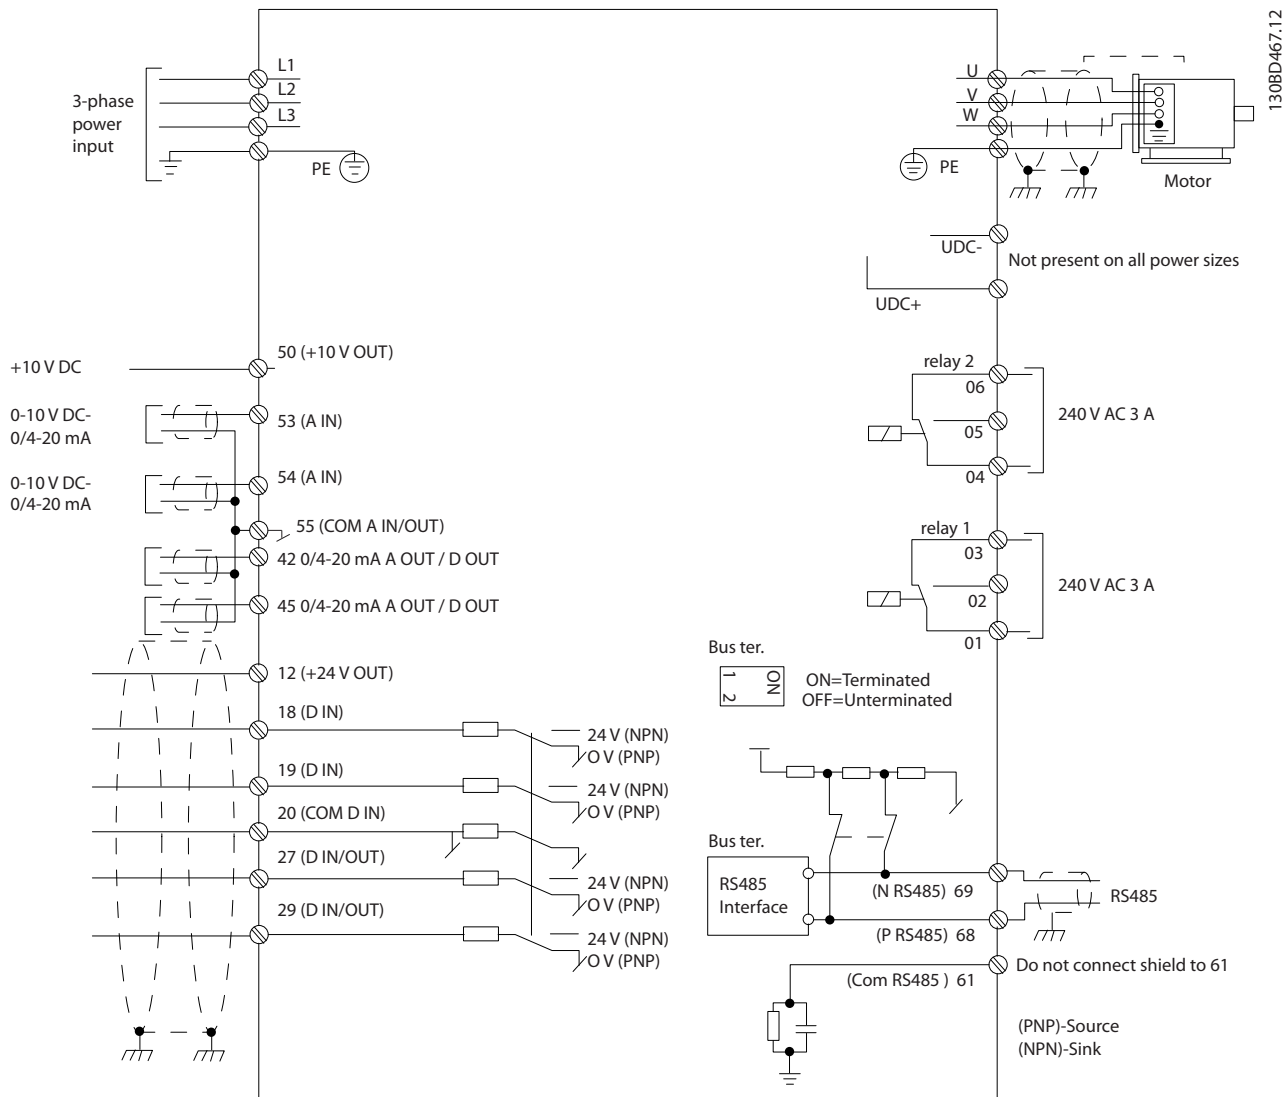 130BD467.12
3-phase
power
input
L1
L2
L3
PE
U
V
W
PE
Motor
UDC-
Not present on all power sizes
UDC+
+10 V DC
50 (+10 V OUT)
0-10 V DC-
0/4-20 mA
53 (A IN)
0-10 V DC-
0/4-20 mA
54 (A IN)
55 (COM A IN/OUT)
42 0/4-20 mA A OUT / D OUT
45 0/4-20 mA A OUT / D OUT
12 (+24 V OUT)
18 (D IN)
24 V (NPN)
O V (PNP)
19 (D IN)
24 V (NPN)
O V (PNP)
20 (COM D IN)
27 (D IN/OUT)
24 V (NPN)
O V (PNP)
29 (D IN/OUT)
24 V (NPN)
O V (PNP)
relay 2
06
05
04
240 V AC 3 A
relay 1
03
02
01
240 V AC 3 A
Bus ter.
1
2
ON
ON=Terminated
OFF=Unterminated
Bus ter.
RS485
Interface
(N RS485) 69
RS485
(P RS485) 68
(Com RS485 ) 61
Do not connect shield to 61
(PNP)-Source
(NPN)-Sink